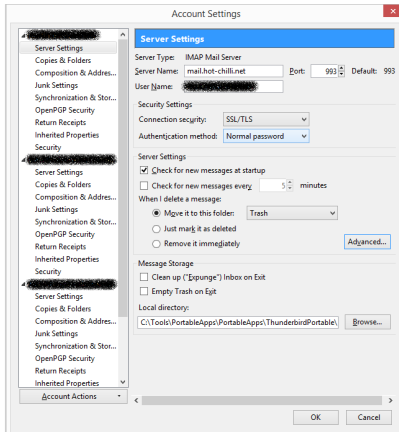 Account Settings
Server Settings
Copies & Folders
Composition & Addres...
Junk Settings
Synchronization & Stor...
OpenPGP Security
Return Receipts
Inherited Properties
Security
Server Settings
Copies & Folders
Composition & Addres...
Junk Settings
Synchronization & Stor...
OpenPGP Security
Return Receipts
Inherited Properties
Security
Server Settings
Copies & Folders
Composition & Addres...
Junk Settings
Synchronization & Stor...
OpenPGP Security
Return Receipts
Inherited Properties
Account Actions
Server Settings
Server Type: IMAP Mail Server
Server Name: mail.hot-chilli.net Port: 993 Default: 993
User Name:
Security Settings
Connection security: SSL/TLS
Authentication method: Normal password
Server Settings
Check for new messages at startup
Check for new messages every 5 minutes
When I delete a message:
Move it to this folder: Trash
Just mark it as deleted
Remove it immediately
Advanced...
Message Storage
Clean up ("Expunge") Inbox on Exit
Empty Trash on Exit
Local directory:
C:\Tools\PortableApps\PortableApps\ThunderbirdPortable\
Browse...
OK Cancel